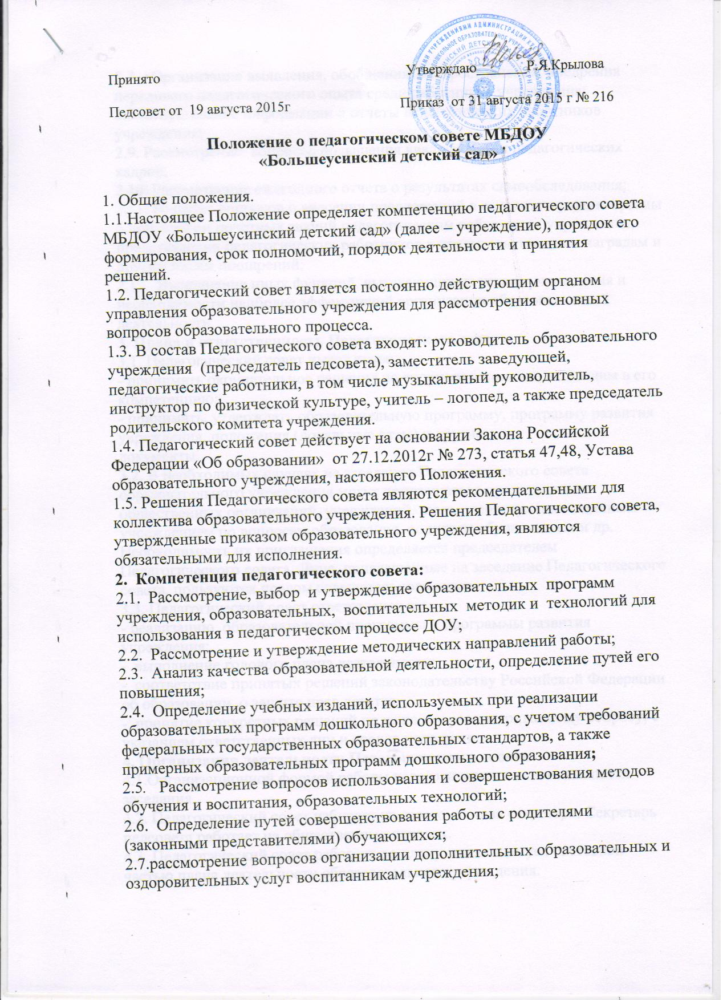 Утверждаю Р.Я.Крылова
Принято
Приказ от 31 августа 2015 г № 216
Педсовет от 19 августа 2015г
Положение о педагогическом совете МБДОУ
«Большеусинский детский сад»
1. Общие положения.
1.1.Настоящее Положение определяет компетенцию педагогического совета
МБДОУ «Большеусинский детский сад» (далее – учреждение), порядок его
формирования, срок полномочий, порядок деятельности и принятия
решений.
1.2. Педагогический совет является постоянно действующим органом
управления образовательного учреждения для рассмотрения основных
вопросов образовательного процесса.
1.3. В состав Педагогического совета входят: руководитель образовательного
учреждения (председатель педсовета), заместитель заведующей,
педагогические работники, в том числе музыкальный руководитель,
инструктор по физической культуре, учитель – логопед, а также председатель
родительского комитета учреждения.
1.4. Педагогический совет действует на основании Закона Российской
Федерации «Об образовании» от 27.12.2012г № 273, статья 47,48, Устава
образовательного учреждения, настоящего Положения.
1.5. Решения Педагогического совета являются рекомендательными для
коллектива образовательного учреждения. Решения Педагогического совета,
утвержденные приказом образовательного учреждения, являются
обязательными для исполнения.
2. Компетенция педагогического совета:
2.1. Рассмотрение, выбор и утверждение образовательных программ
учреждения, образовательных, воспитательных методик и технологий для
использования в педагогическом процессе ДОУ;
2.2. Рассмотрение и утверждение методических направлений работы;
2.3. Анализ качества образовательной деятельности, определение путей его
повышения;
2.4. Определение учебных изданий, используемых при реализации
образовательных программ дошкольного образования, с учетом требований
федеральных государственных образовательных стандартов, а также
примерных образовательных программ дошкольного образования;
2.5. Рассмотрение вопросов использования и совершенствования методов
обучения и воспитания, образовательных технологий;
2.6. Определение путей совершенствования работы с родителями
(законными представителями) обучающихся;
2.7.рассмотрение вопросов организации дополнительных образовательных и
оздоровительных услуг воспитанникам учреждения;